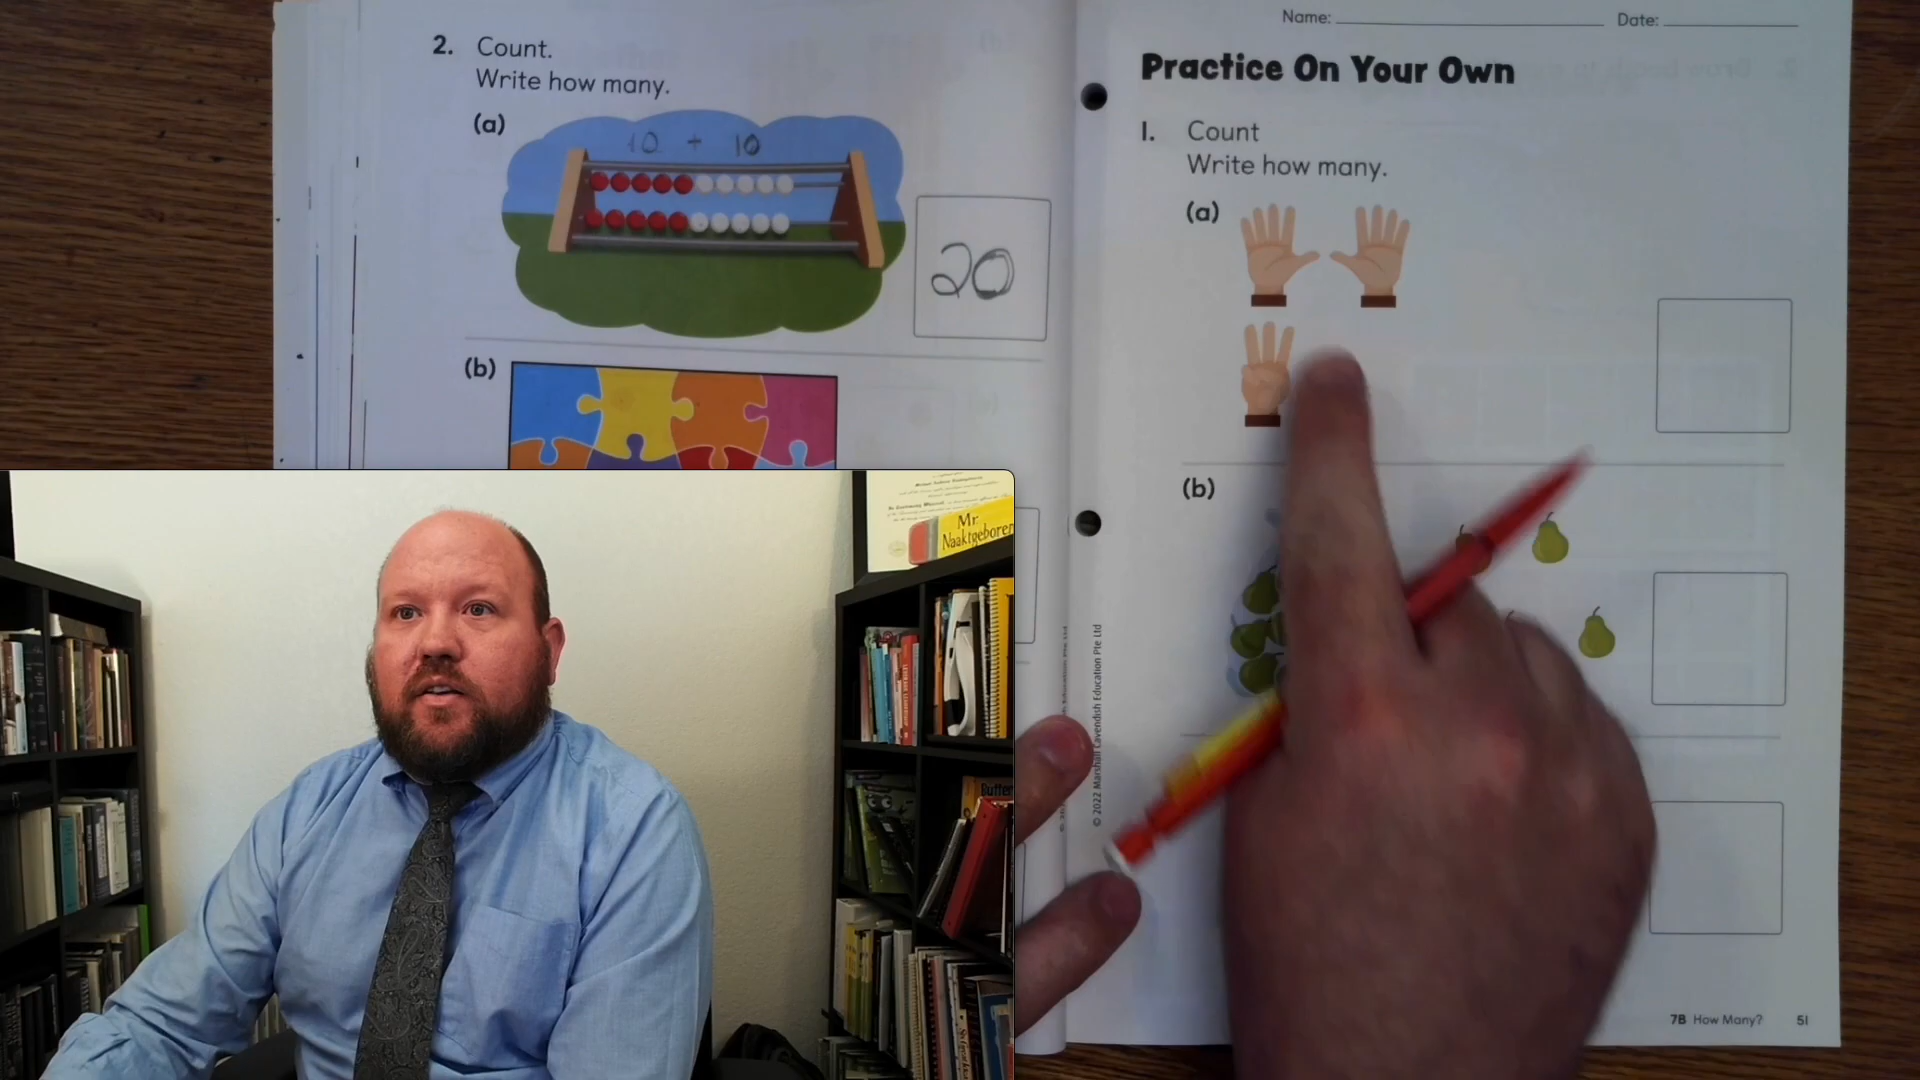 2. Count.
Write how many.
(a)
10 + 10
20
(b)
Name: Date:
Practice On Your Own
1. Count
Write how many.
(a)
(b)
© 2022 Marshall Cavendish Education Pte Ltd
7B How Many? 51
Mr.
Naaktgeboren